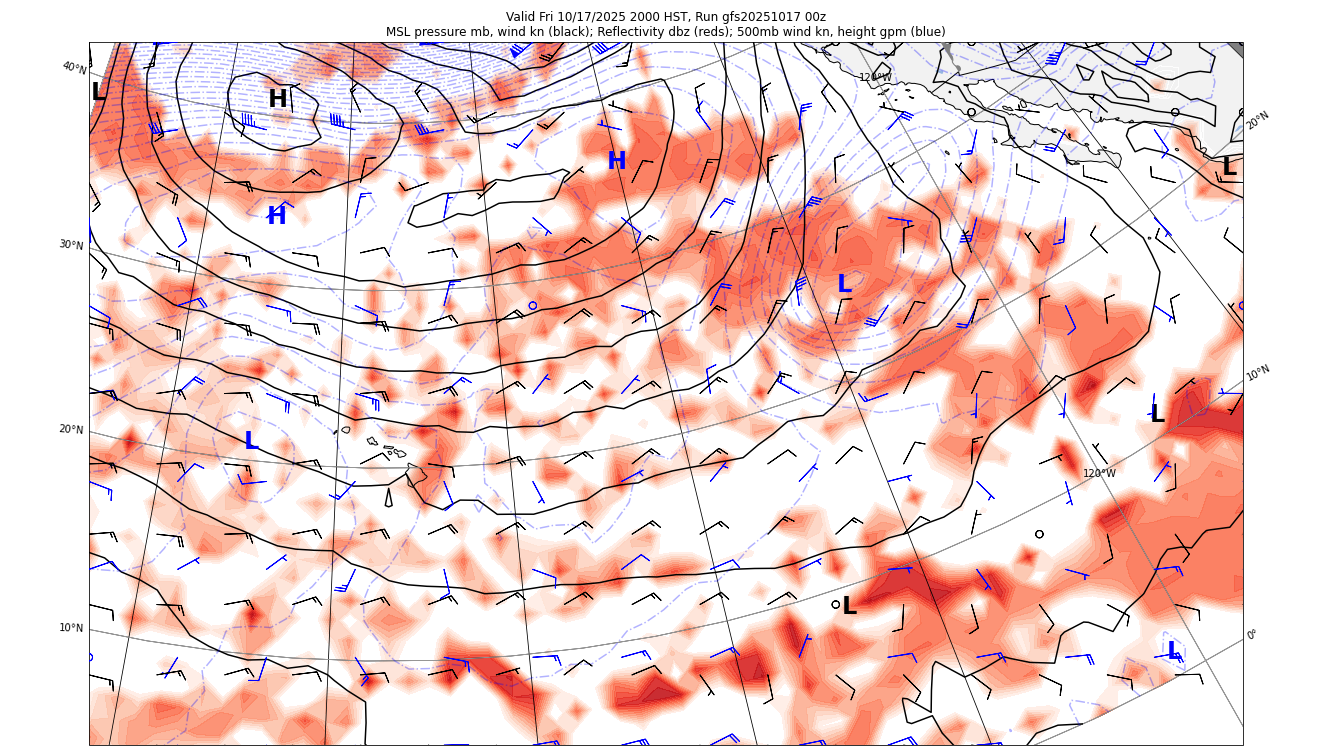 Valid Fri 10/17/2025 2000 HST, Run gfs20251017 00z
MSL pressure mb, wind kn (black); Reflectivity dbz (reds); 500mb wind kn, height gpm (blue)
40°N
L
H
120°W
20°N
H
L
H
30°N
L
10°N
L
20°N
L
120°W
L
10°N
0°
L